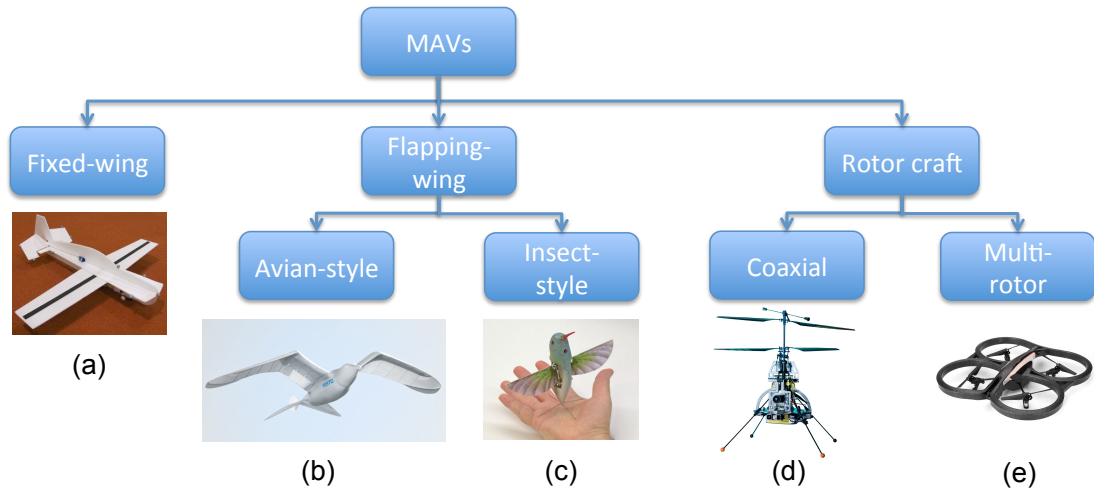 MAVs
Fixed-wing
Flapping-
wing
Rotor craft
Avian-style
Insect-
style
Coaxial
Multi-
rotor
(a)
(b)
(c)
(d)
(e)